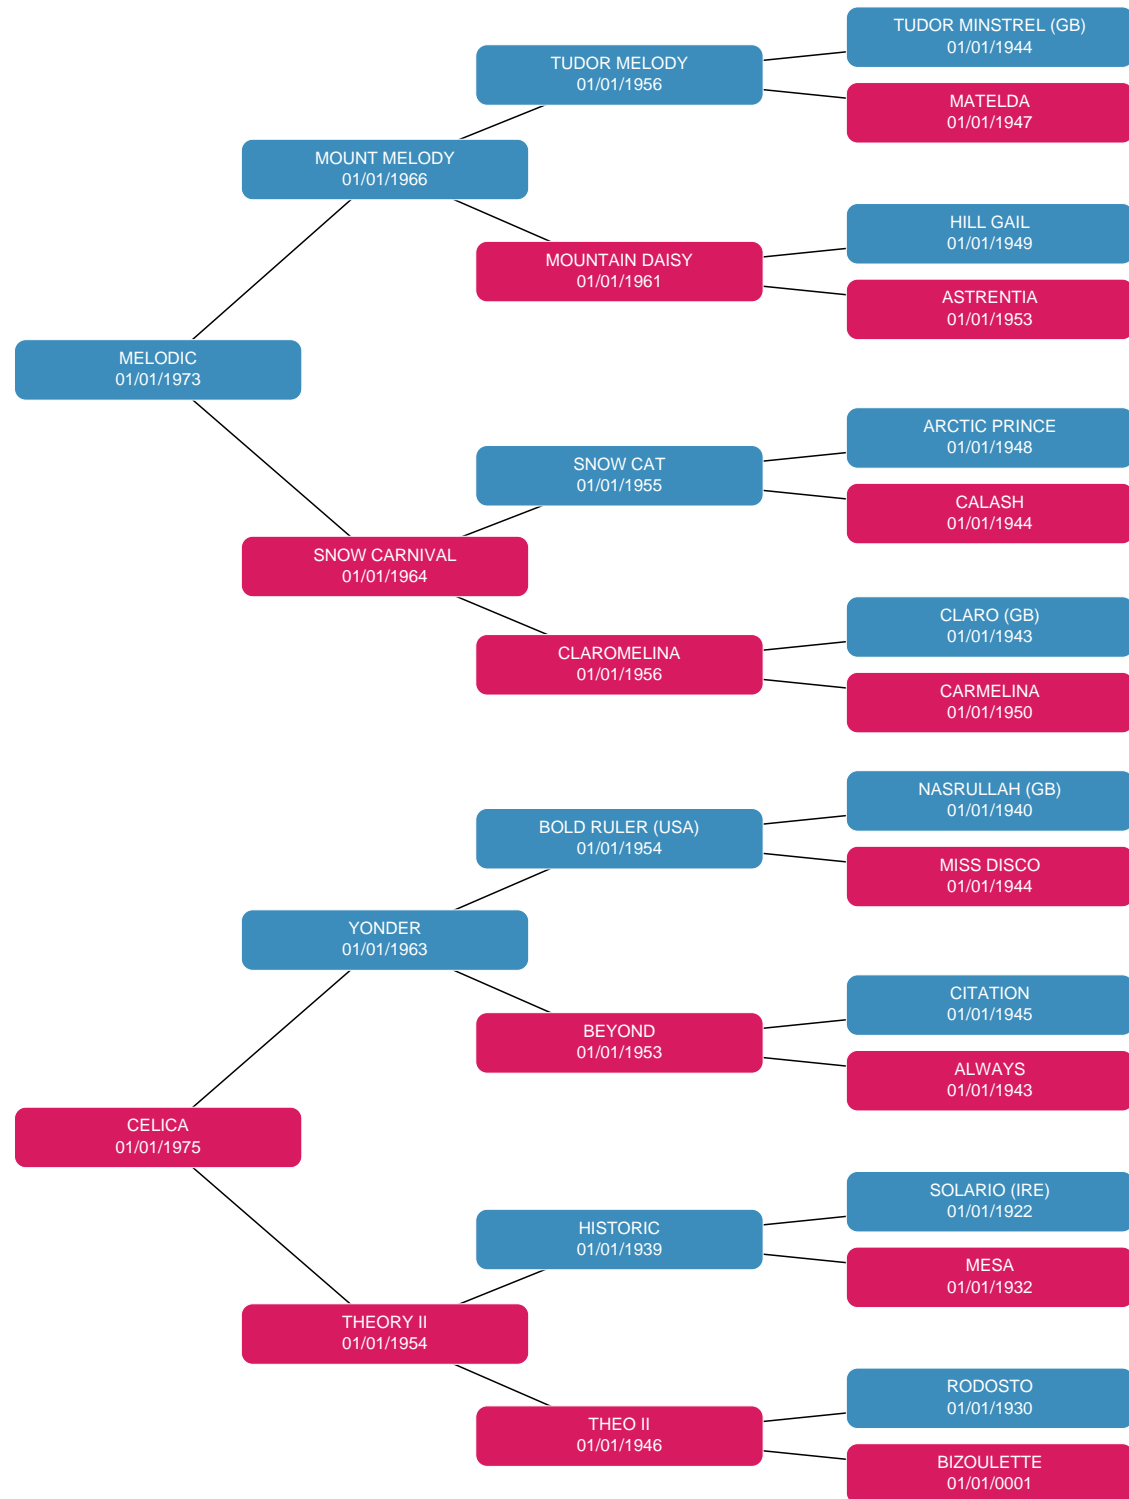 TUDOR MINSTREL (GB)
01/01/1944
TUDOR MELODY
01/01/1956
MATELDA
01/01/1947
MOUNT MELODY
01/01/1966
HILL GAIL
01/01/1949
MOUNTAIN DAISY
01/01/1961
ASTRENTIA
01/01/1953
MELODIC
01/01/1973
ARCTIC PRINCE
01/01/1948
SNOW CAT
01/01/1955
CALASH
01/01/1944
SNOW CARNIVAL
01/01/1964
CLARO (GB)
01/01/1943
CLAROMELINA
01/01/1956
CARMELINA
01/01/1950
NASRULLAH (GB)
01/01/1940
BOLD RULER (USA)
01/01/1954
MISS DISCO
01/01/1944
YONDER
01/01/1963
CITATION
01/01/1945
BEYOND
01/01/1953
ALWAYS
01/01/1943
CELICA
01/01/1975
SOLARIO (IRE)
01/01/1922
HISTORIC
01/01/1939
MESA
01/01/1932
THEORY II
01/01/1954
RODOSTO
01/01/1930
THEO II
01/01/1946
BIZOULETTE
01/01/0001